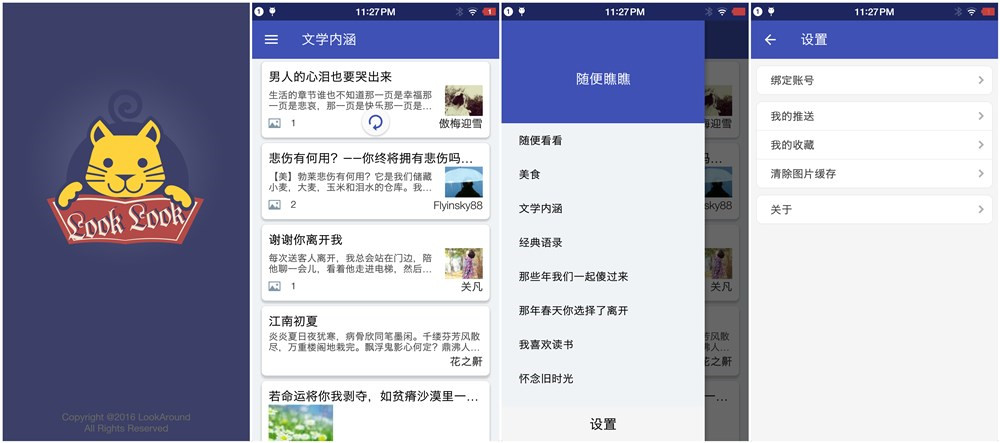 Look Look
Copyright @2016 LookAround
All Rights Reserved
11:27PM
文学内涵
男人的心泪也要哭出来
生活的章节谁也不知道那一页是幸福那
一页是悲哀，那一页是快乐那一页是...
1
傲梅迎雪
悲伤有何用？——你终将拥有悲伤吗...
【美】勃莱悲伤有何用？它是我们储藏
小麦，大麦，玉米和泪水的仓库。我...
2
Flyinsky88
谢谢你离开我
每次送客人离开，我总会站在门边，陪
他聊一会儿，看着他走进电梯，然后...
1
关凡
江南初夏
炎炎夏日夜犹寒，病骨欣同笔墨闲。千缕芬芳风散
尽，万重楼阁地栽完。飘浮鬼影心何定？鼎沸人...
花之鼾
若命运将你我剥夺，如贫瘠沙漠里一...
11:27PM
随便瞧瞧
随便看看
美食
文学内涵
经典语录
那些年我们一起傻过来
那年春天你选择了离开
我喜欢读书
怀念旧时光
设置
迎雪
吗...
sky88
关凡
风散
人...
之鼾
一...
11:27PM
设置
绑定账号
我的推送
我的收藏
清除图片缓存
关于